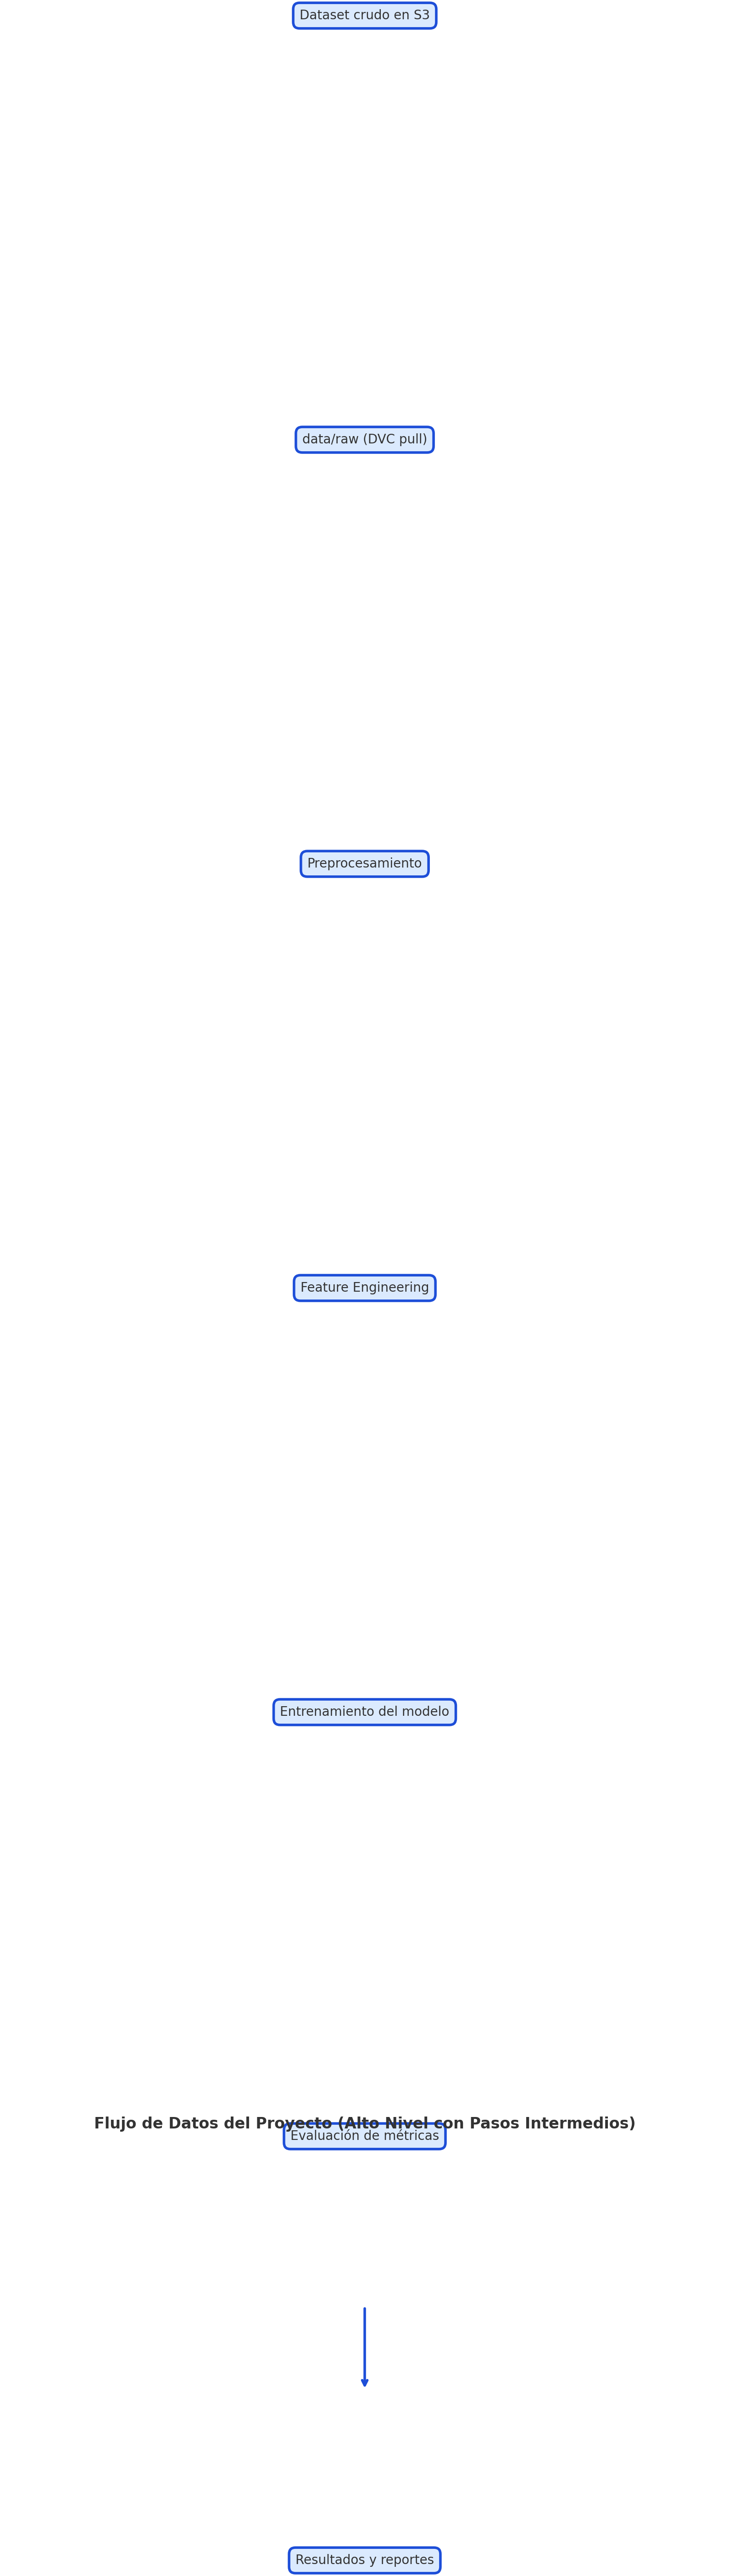 Dataset crudo en S3
data/raw (DVC pull)
Preprocesamiento
Feature Engineering
Entrenamiento del modelo
Flujo de Datos del Proyecto (Alto Nivel con Pasos Intermedios)
Evaluación de métricas
Resultados y reportes